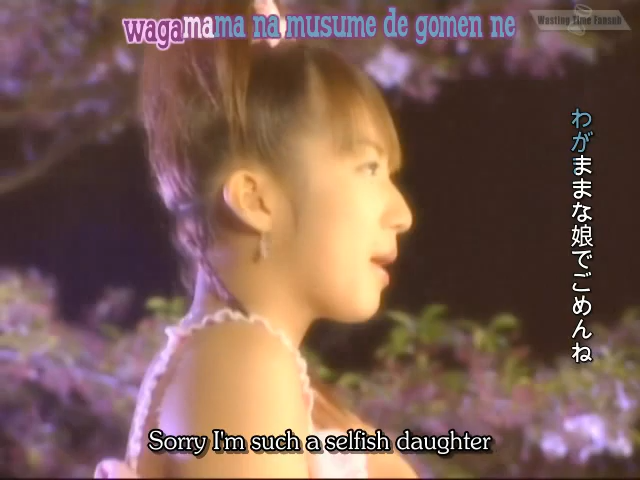 wagamama na musume de gomen ne
Wasting Time Fansub
わがままな娘でごめんね
Sorry I'm such a selfish daughter